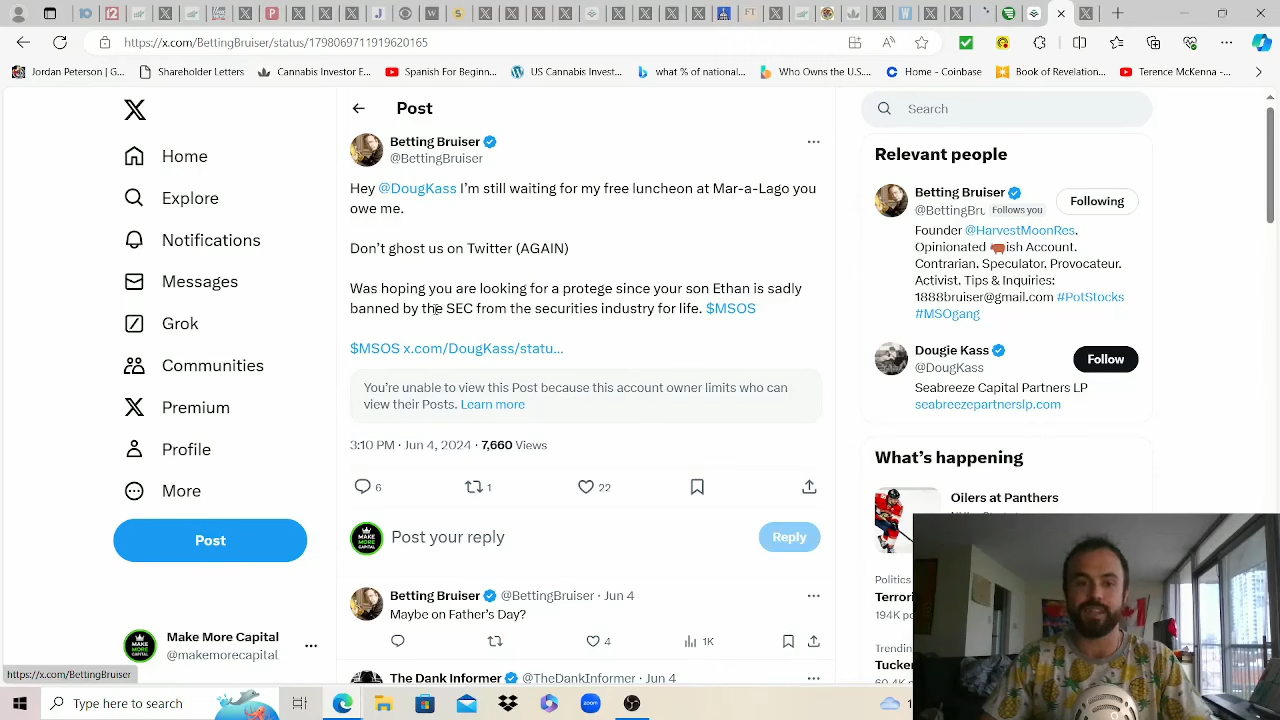 https://x.com/BettingBruiser/status/1798069711919620165
Jordan Peterson | G...
Shareholder Letters
Cannabis Investor E...
Spanish For Beginn...
US Cannabis Invest...
what % of national...
Who Owns the U.S...
Home - Coinbase
Book of Revelation...
Terence McKenna -...
Home
Explore
Notifications
Messages
Grok
Communities
Premium
Profile
More
Post
Make More Capital
@makemorecapital
https://x.com/BettingBruiser
Post
Betting Bruiser
@BettingBruiser
Hey @DougKass I’m still waiting for my free luncheon at Mar-a-Lago you
owe me.
Don’t ghost us on Twitter (AGAIN)
Was hoping you are looking for a protege since your son Ethan is sadly
banned by the SEC from the securities industry for life. $MSOS
$MSOS x.com/DougKass/statu...
You’re unable to view this Post because this account owner limits who can
view their Posts. Learn more
3:10 PM · Jun 4, 2024 · 7,660 Views
6 1 22
MAKE MORE CAPITAL
Post your reply
Reply
Betting Bruiser @BettingBruiser · Jun 4
Maybe on Father’s Day?
4 1K
The Dank Informer @TheDankInformer · Jun 4
Search
Relevant people
Betting Bruiser
@BettingBru Follows you
Following
Founder @HarvestMoonRes.
Opinionated ish Account.
Contrarian. Speculator. Provocateur.
Activist. Tips & Inquiries:
1888bruiser@gmail.com #PotStocks
#MSOgang
Dougie Kass
@DougKass
Follow
Seabreeze Capital Partners LP
seabreezepartnerslp.com
What’s happening
Oilers at Panthers
Politics
Terror
194K po
Trendin
Tucke
Type here to search
zoom